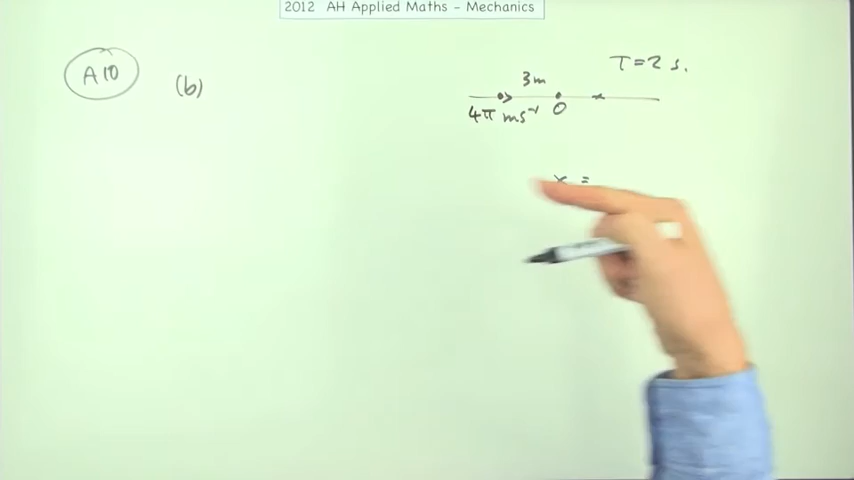 2012 AH Applied Maths - Mechanics
A10
(b)
T=2 s.
3m
4π ms⁻¹
O
x =